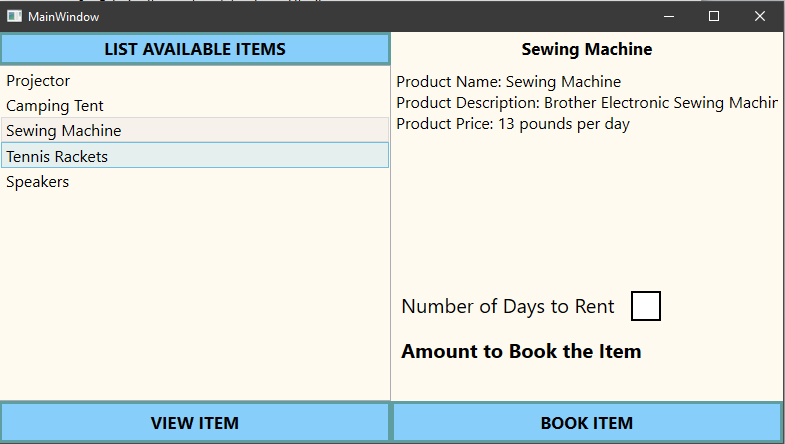 MainWindow
LIST AVAILABLE ITEMS
Projector
Camping Tent
Sewing Machine
Tennis Rackets
Speakers
VIEW ITEM
Sewing Machine
Product Name: Sewing Machine
Product Description: Brother Electronic Sewing Machin
Product Price: 13 pounds per day
Number of Days to Rent
Amount to Book the Item
BOOK ITEM